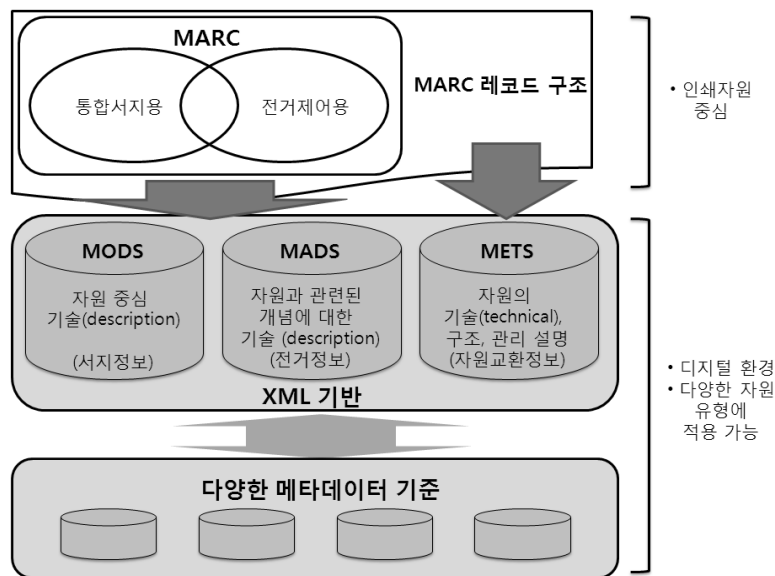 MARC
통합서지용
전거제어용
MARC 레코드 구조
• 인쇄자원
중심
MODS
자원 중심
기술(description)
(서지정보)
MADS
자원과 관련된
개념에 대한
기술 (description)
(전거정보)
METS
자원의
기술(technical),
구조, 관리 설명
(자원교환정보)
XML 기반
• 디지털 환경
• 다양한 자원
유형에
적용 가능
다양한 메타데이터 기준